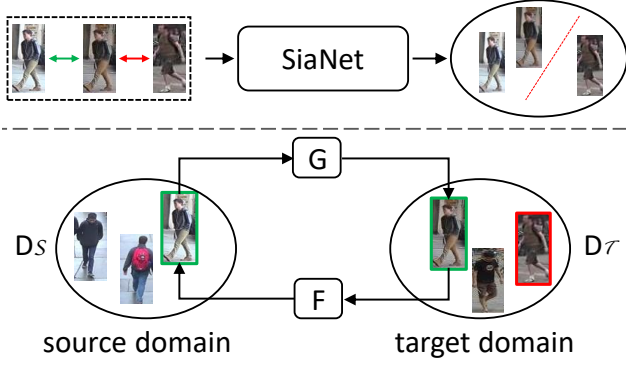 SiaNet
G
D𝑆
D𝒯
F
source domain
target domain